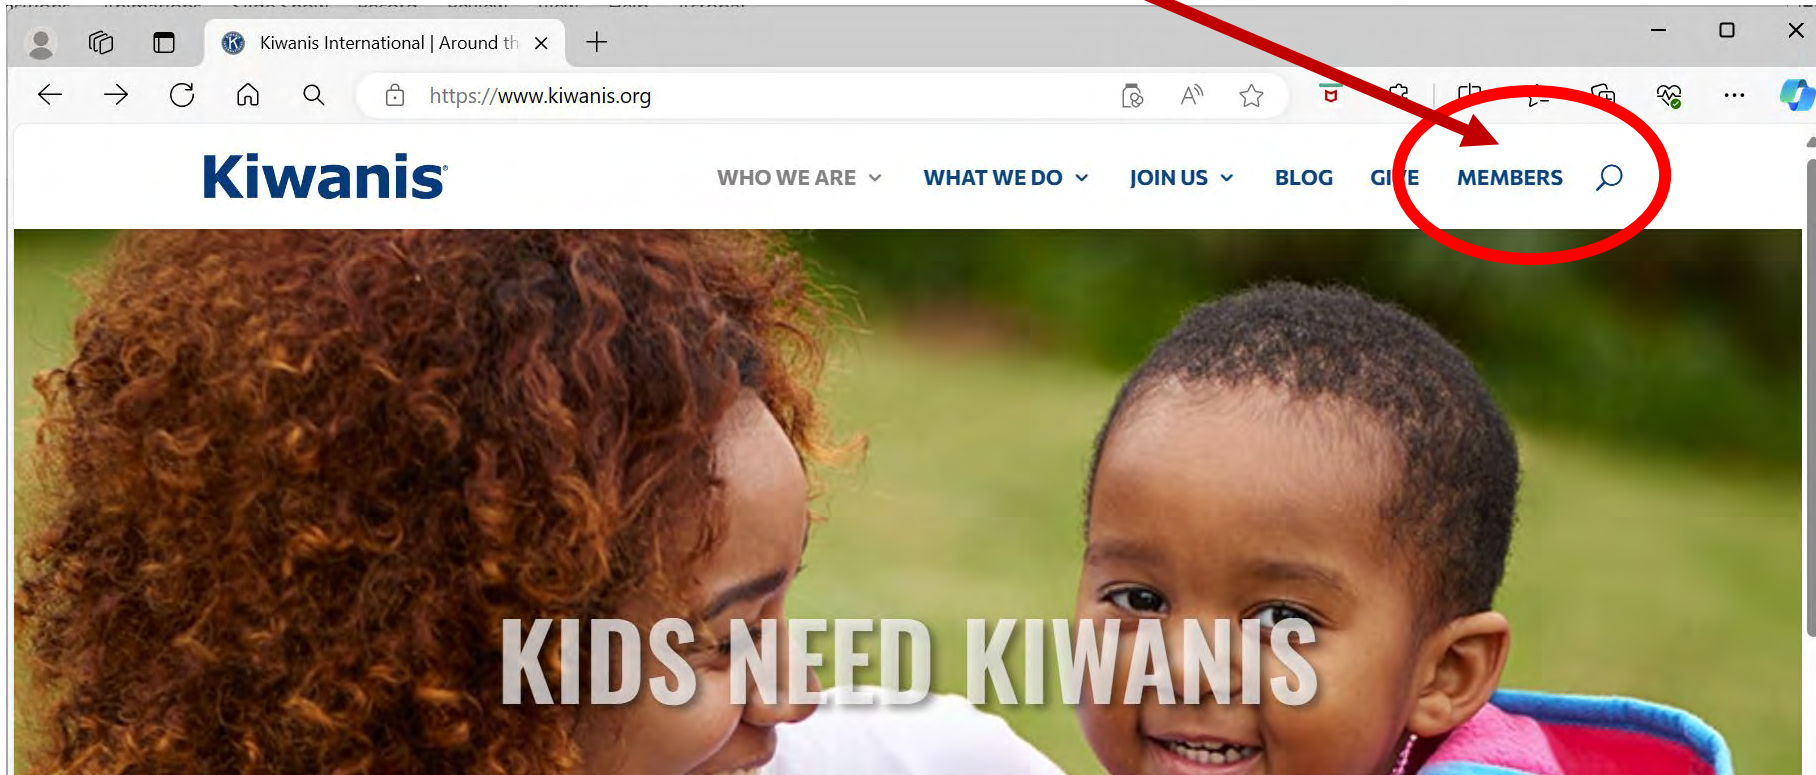 Kiwanis International | Around th
https://www.kiwanis.org
Kiwanis®
WHO WE ARE WHAT WE DO JOIN US BLOG GIVE MEMBERS
KIDS NEED KIWANIS